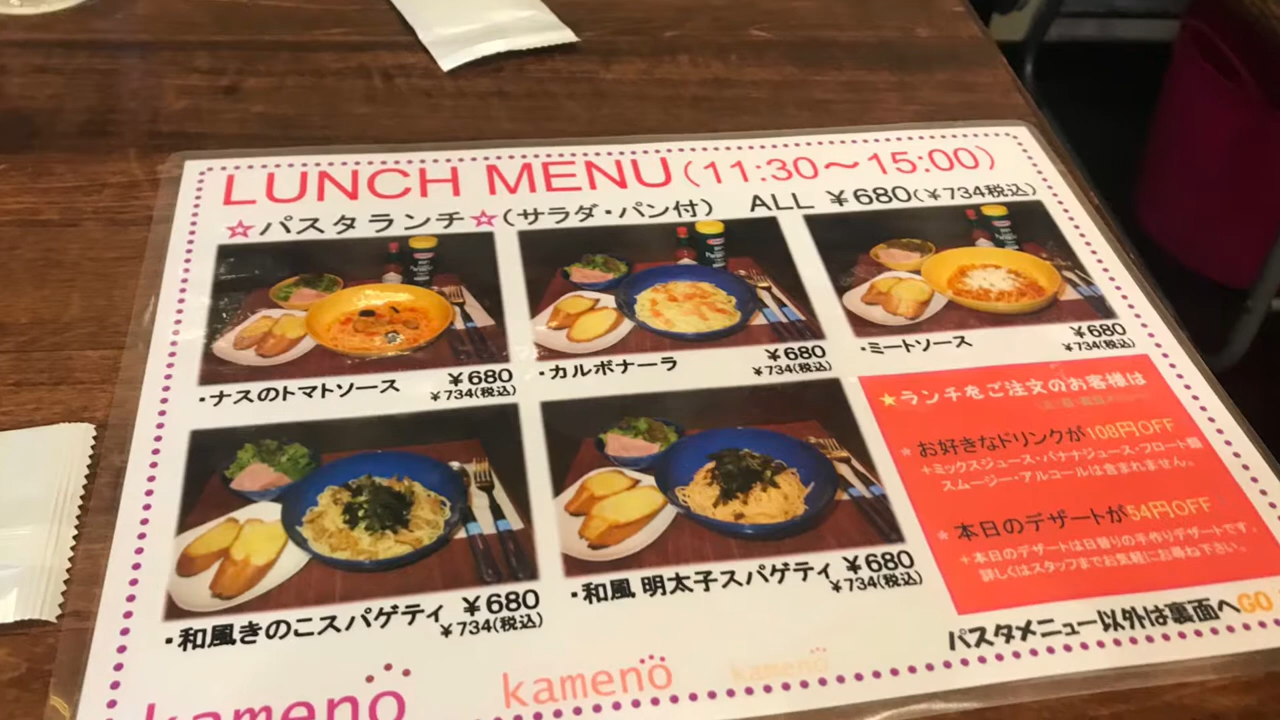 LUNCH MENU(11:30〜15:00)
☆パスタランチ☆(サラダ・パン付) ALL ¥680(¥734税込)
・ナスのトマトソース ¥680
¥734(税込)
・カルボナーラ ¥680
¥734(税込)
・ミートソース ¥680
¥734(税込)
・和風きのこスパゲティ ¥680
¥734(税込)
・和風 明太子スパゲティ ¥680
¥734(税込)
★ランチをご注文のお客様は
★ お好きなドリンクが108円OFF
+ミックスジュース・バナナジュース・フロート類
スムージー・アルコールは含まれません。
★ 本日のデザートが54円OFF
+本日のデザートは日替りの手作りデザートです。
詳しくはスタッフまでお気軽にお尋ね下さい。
パスタメニュー以外は裏面へGO
kameno
kameno
kameno